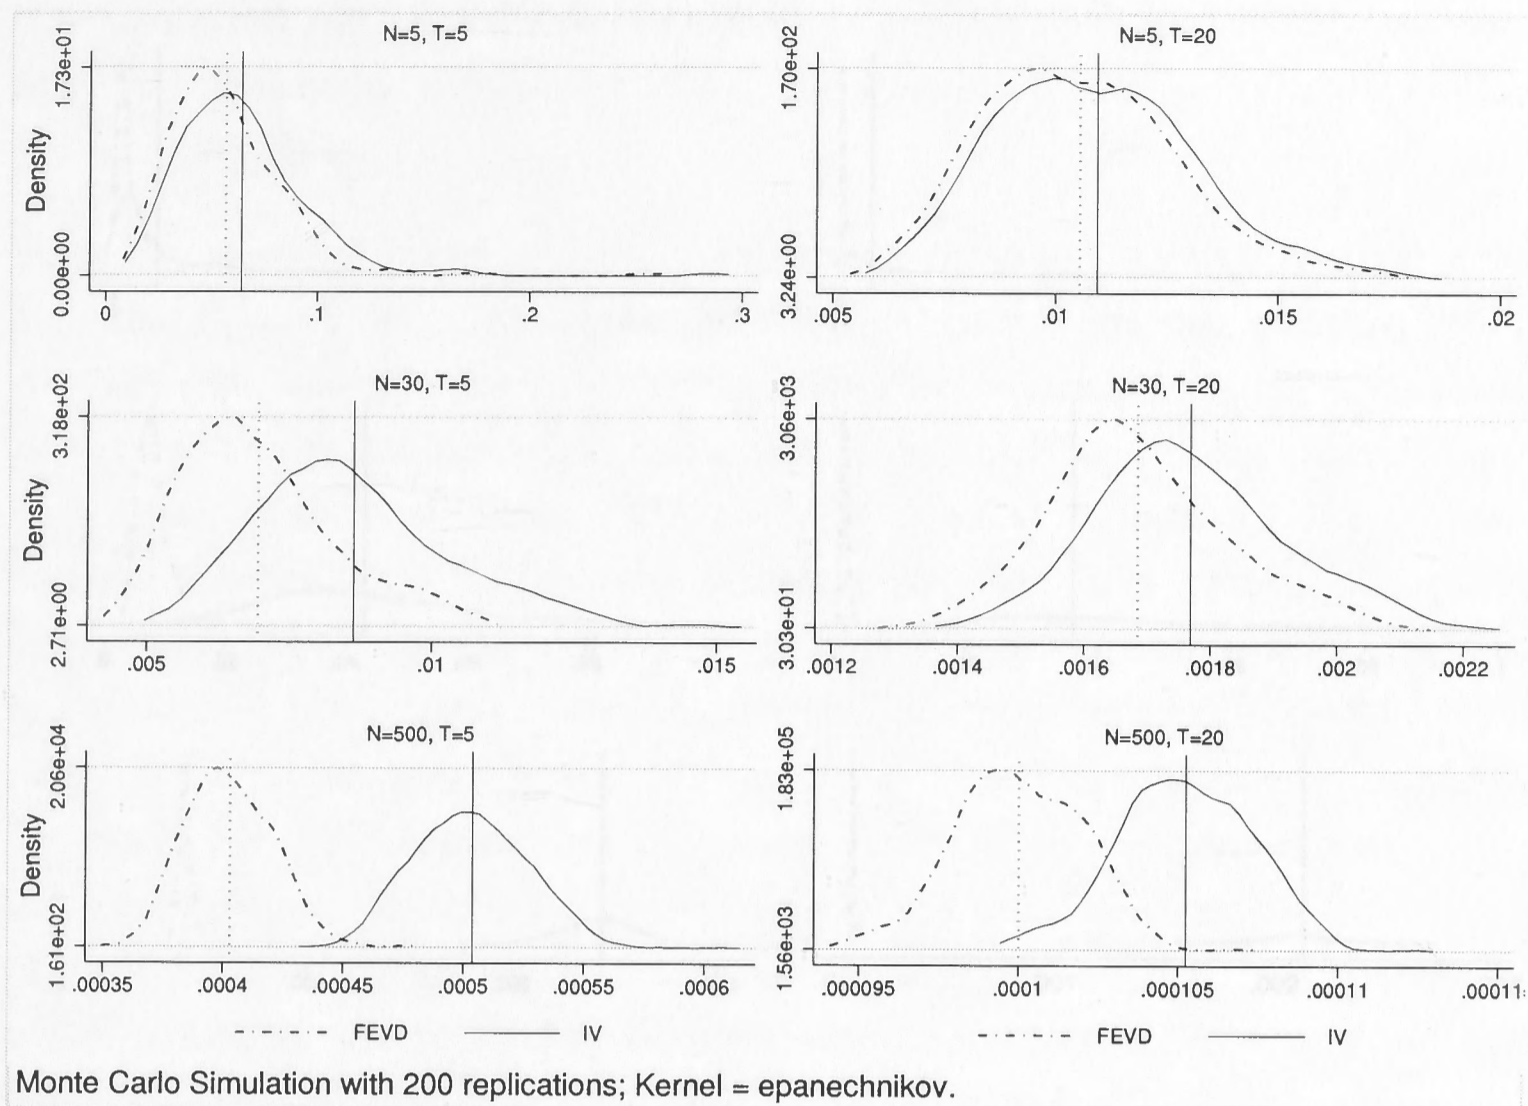 N=5, T=5
1.73e+01
Density
0.00e+00
0 .1 .2 .3
N=5, T=20
1.70e+02
3.24e+00
.005 .01 .015 .02
N=30, T=5
3.18e+02
Density
2.71e+00
.005 .01 .015
N=30, T=20
3.06e+03
3.03e+01
.0012 .0014 .0016 .0018 .002 .0022
N=500, T=5
2.06e+04
Density
1.61e+02
.00035 .0004 .00045 .0005 .00055 .0006
N=500, T=20
1.83e+05
1.56e+03
.000095 .0001 .000105 .00011 .00011
FEVD IV
FEVD IV
Monte Carlo Simulation with 200 replications; Kernel = epanechnikov.